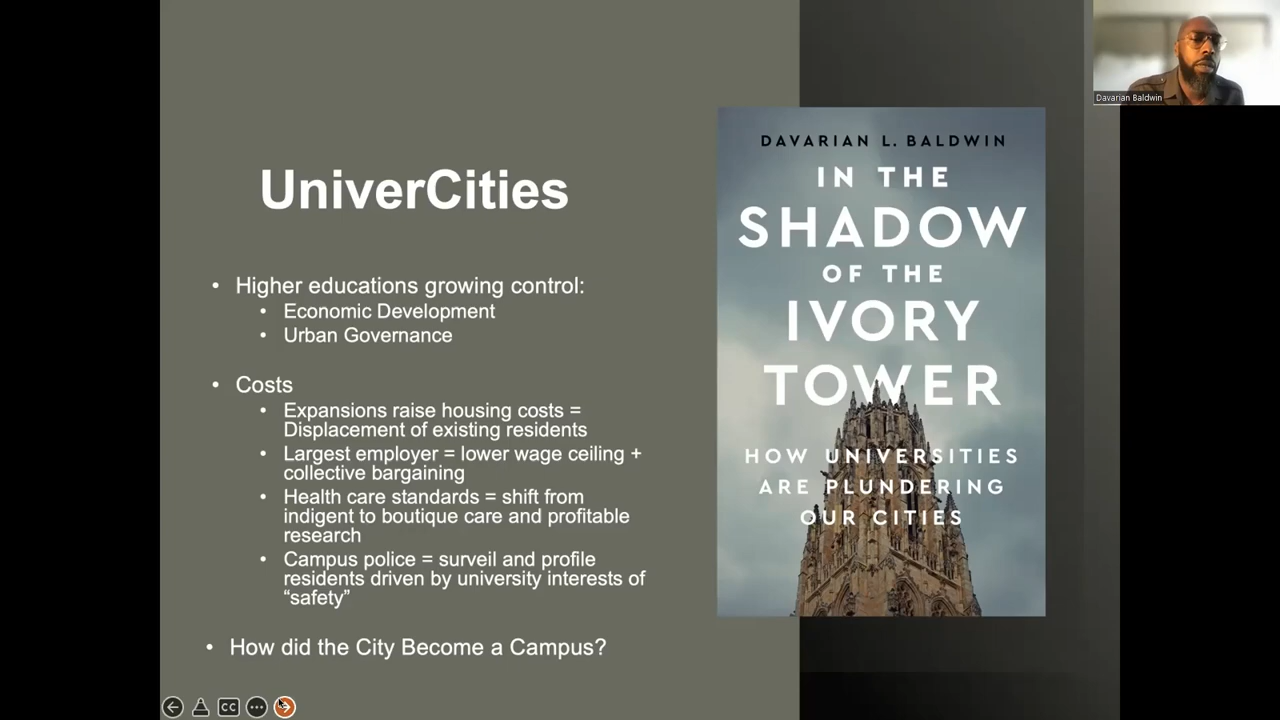 UniverCities
• Higher educations growing control:
• Economic Development
• Urban Governance
• Costs
• Expansions raise housing costs =
Displacement of existing residents
• Largest employer = lower wage ceiling +
collective bargaining
• Health care standards = shift from
indigent to boutique care and profitable
research
• Campus police = surveil and profile
residents driven by university interests of
“safety”
• How did the City Become a Campus?
DAVARIAN L. BALDWIN
IN THE
SHADOW
OF THE
IVORY
TOWER
HOW UNIVERSITIES
ARE PLUNDERING
OUR CITIES
Davarian Baldwin
CC